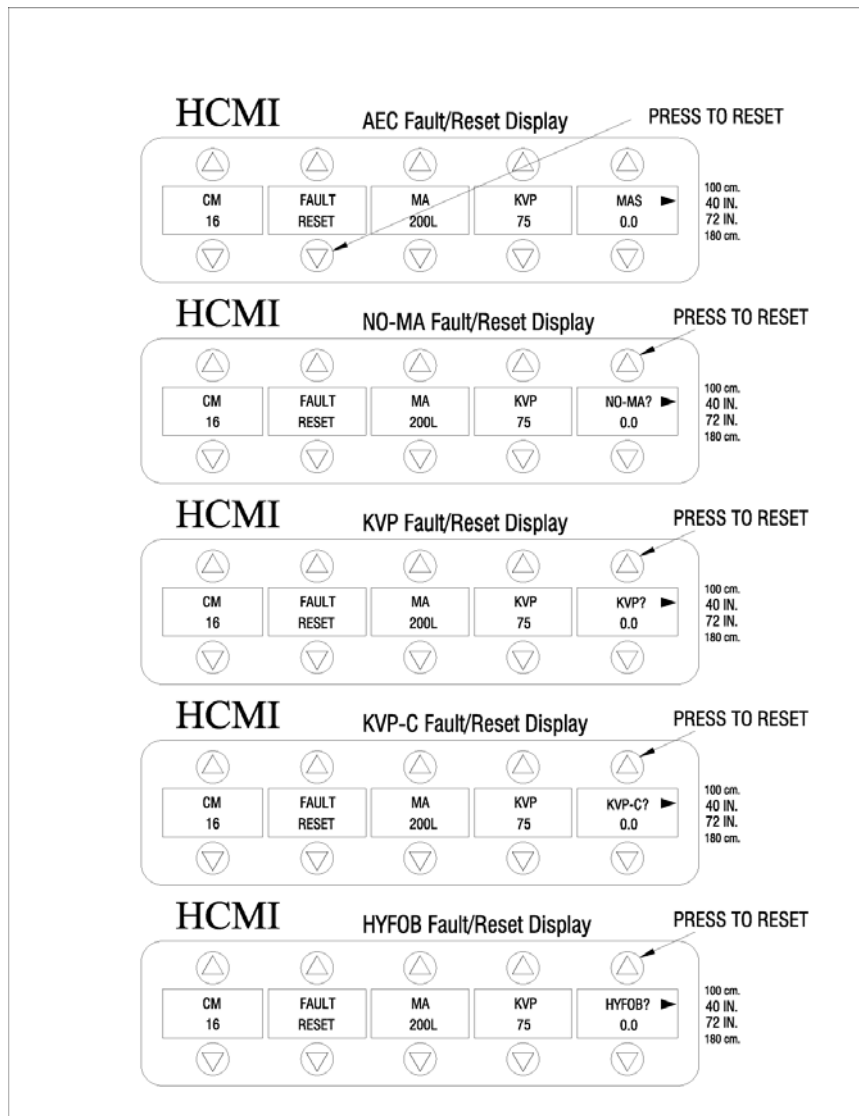 HCMI
AEC Fault/Reset Display
PRESS TO RESET
CM FAULT MA KVP MAS
16 RESET 200L 75 0.0
100 cm.
40 IN.
72 IN.
180 cm.
HCMI
NO-MA Fault/Reset Display
PRESS TO RESET
CM FAULT MA KVP NO-MA?
16 RESET 200L 75 0.0
100 cm.
40 IN.
72 IN.
180 cm.
HCMI
KVP Fault/Reset Display
PRESS TO RESET
CM FAULT MA KVP KVP?
16 RESET 200L 75 0.0
100 cm.
40 IN.
72 IN.
180 cm.
HCMI
KVP-C Fault/Reset Display
PRESS TO RESET
CM FAULT MA KVP KVP-C?
16 RESET 200L 75 0.0
100 cm.
40 IN.
72 IN.
180 cm.
HCMI
HYFOB Fault/Reset Display
PRESS TO RESET
CM FAULT MA KVP HYFOB?
16 RESET 200L 75 0.0
100 cm.
40 IN.
72 IN.
180 cm.